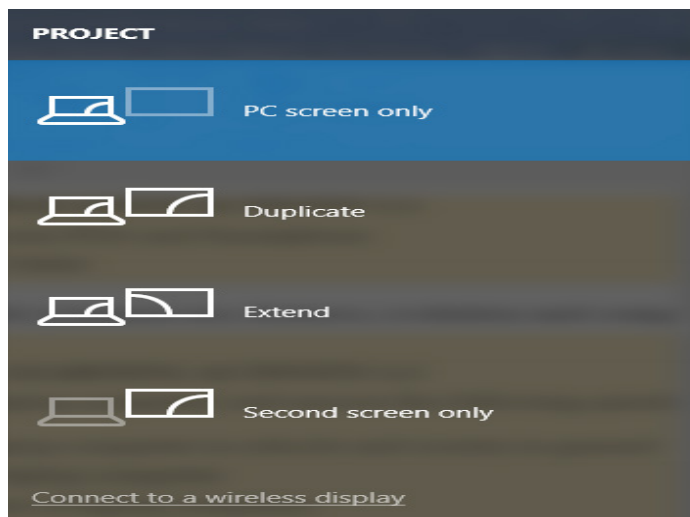 PROJECT
PC screen only
Duplicate
Extend
Second screen only
Connect to a wireless display